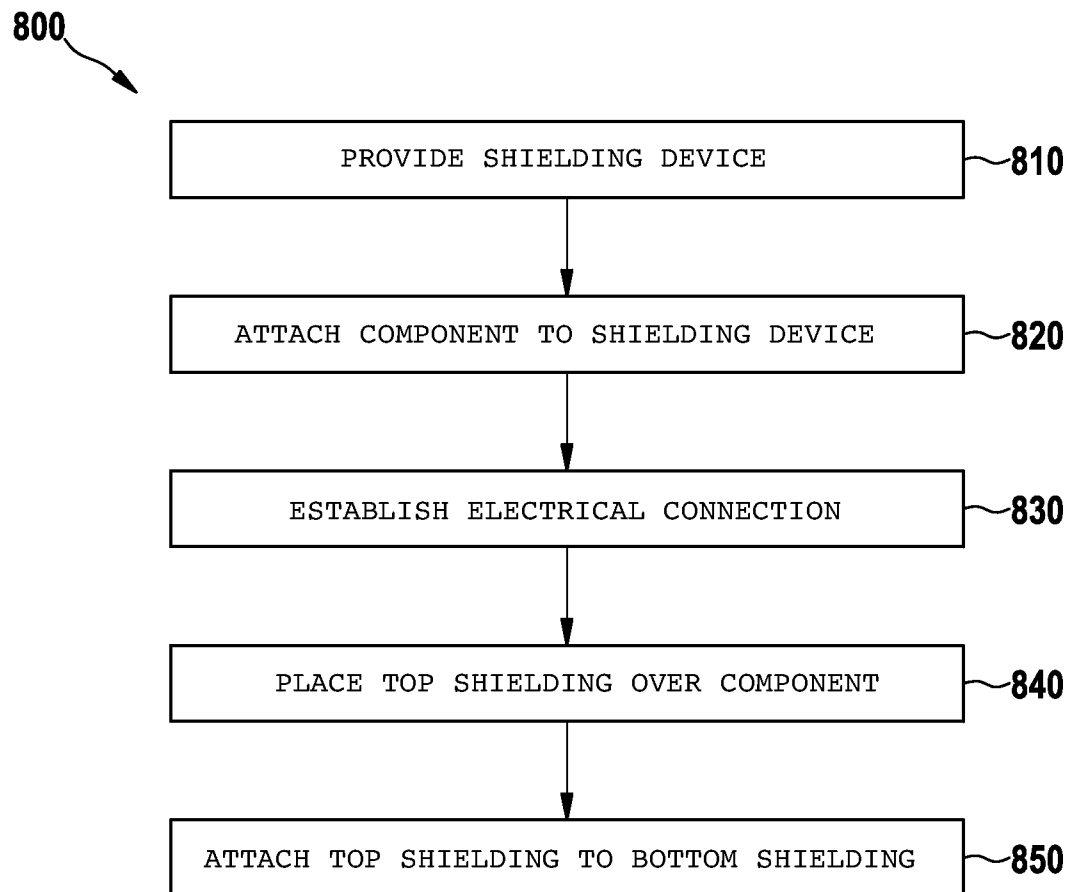 800
PROVIDE SHIELDING DEVICE
810
ATTACH COMPONENT TO SHIELDING DEVICE
820
ESTABLISH ELECTRICAL CONNECTION
830
PLACE TOP SHIELDING OVER COMPONENT
840
ATTACH TOP SHIELDING TO BOTTOM SHIELDING
850